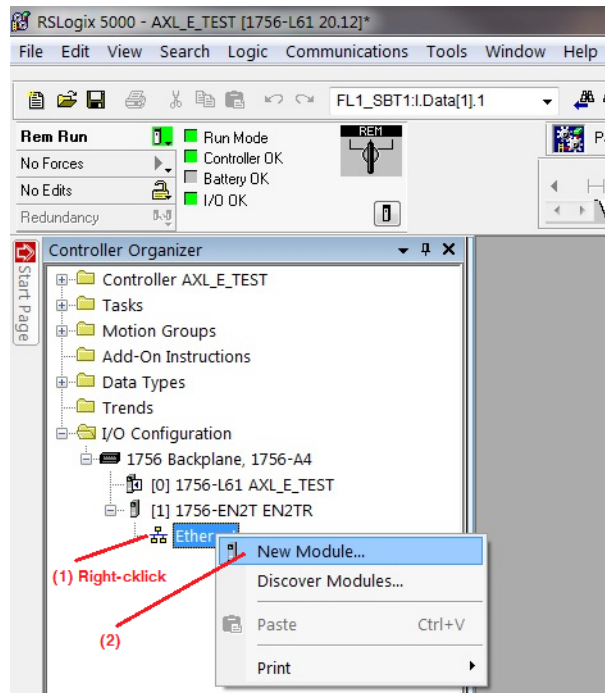 RSLogix 5000 - AXL_E_TEST [1756-L61 20.12]*
File Edit View Search Logic Communications Tools Window Help
FL1_SBT1:I.Data[1].1
Rem Run
No Forces
No Edits
Redundancy
Run Mode
Controller OK
Battery OK
I/O OK
REM
Start Page
Controller Organizer
Controller AXL_E_TEST
Tasks
Motion Groups
Add-On Instructions
Data Types
Trends
I/O Configuration
1756 Backplane, 1756-A4
[0] 1756-L61 AXL_E_TEST
[1] 1756-EN2T EN2TR
(1) Right-cklick
(2)
New Module...
Discover Modules...
Paste Ctrl+V
Print